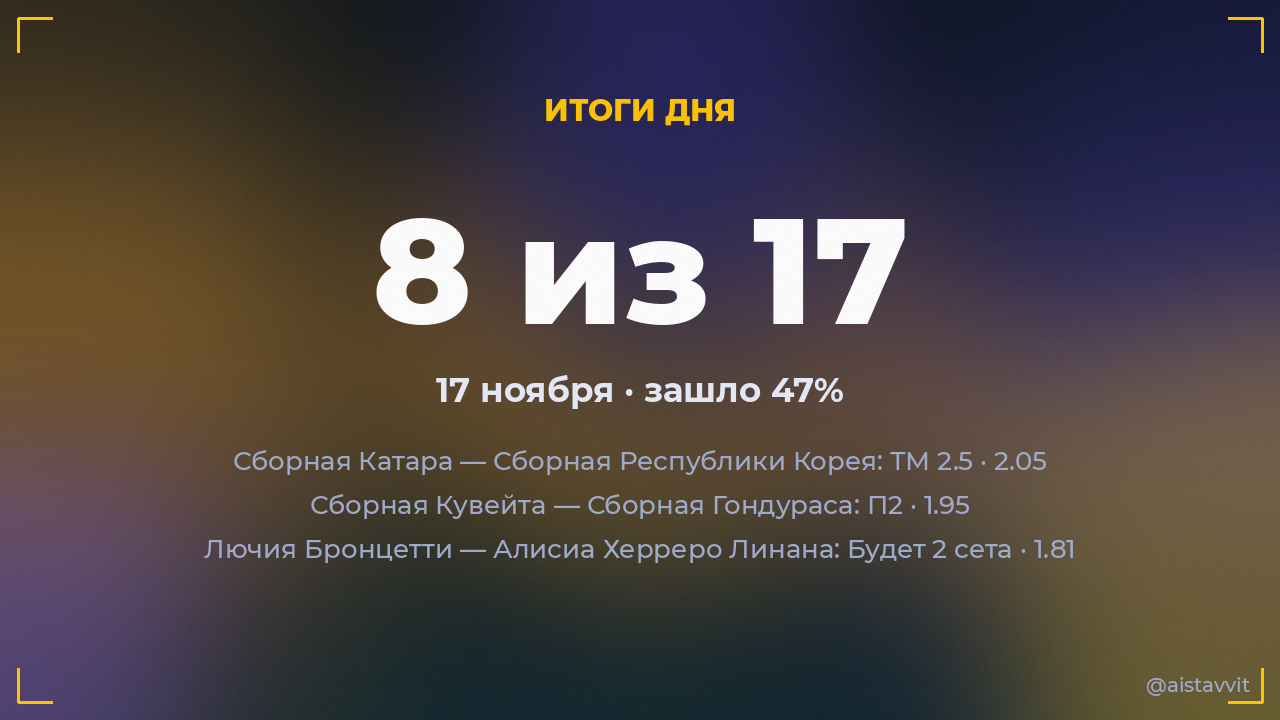 ИТОГИ ДНЯ
8 из 17
17 ноября · зашло 47%
Сборная Катара — Сборная Республики Корея: ТМ 2.5 · 2.05
Сборная Кувейта — Сборная Гондураса: П2 · 1.95
Лючия Бронцетти — Алисиа Херреро Линана: Будет 2 сета · 1.81
@aistavvit